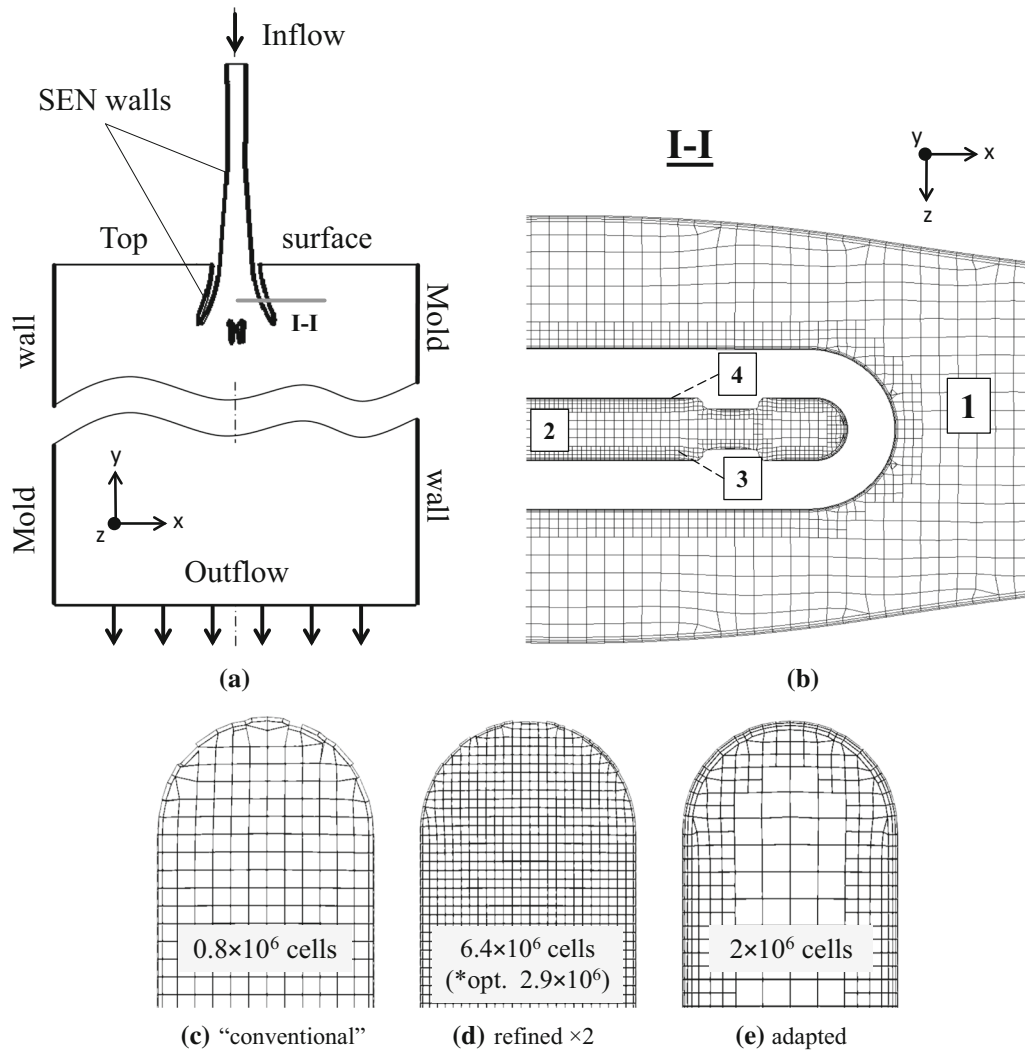 Inflow
SEN walls
Top
surface
I-I
wall
Mold
y
x
z
Mold
wall
Outflow
(a)
I-I
y
x
z
4
2
1
3
(b)
0.8×10⁶ cells
6.4×10⁶ cells
(*opt. 2.9×10⁶)
2×10⁶ cells
(c) “conventional”
(d) refined ×2
(e) adapted